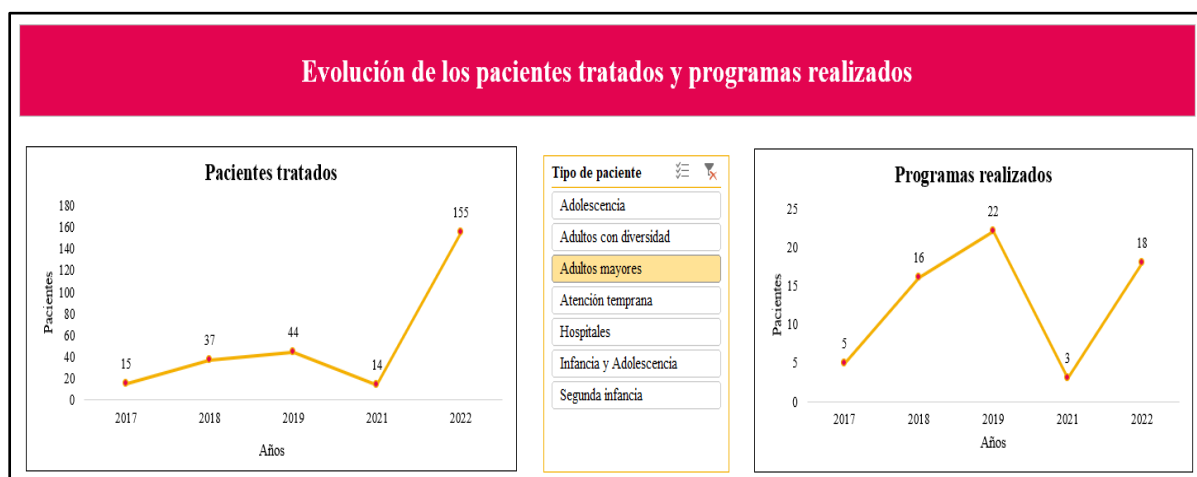 Evolución de los pacientes tratados y programas realizados
Pacientes tratados
180
160
140
120
100
80
60
40
20
0
Pacientes
15
37
44
14
155
2017
2018
2019
2021
2022
Años
Tipo de paciente
Adolescencia
Adultos con diversidad
Adultos mayores
Atención temprana
Hospitales
Infancia y Adolescencia
Segunda infancia
Programas realizados
25
20
15
10
5
0
Pacientes
5
16
22
3
18
2017
2018
2019
2021
2022
Años